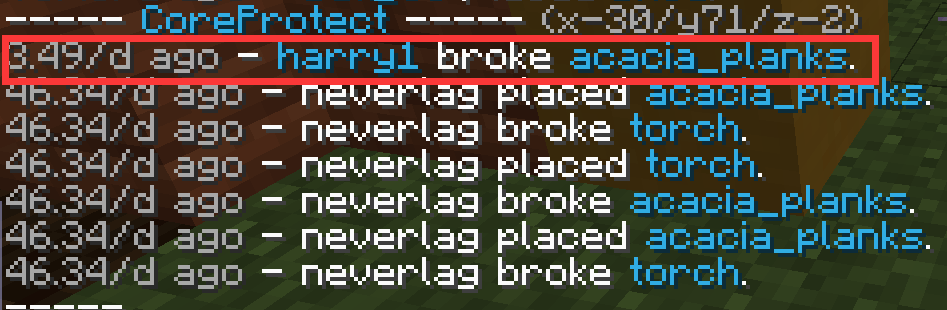 ----- CoreProtect ----- (x-30/y71/z-2)
3.49/d ago - harry1 broke acacia_planks.
46.34/d ago - neverlag placed acacia_planks.
46.34/d ago - neverlag broke torch.
46.34/d ago - neverlag placed torch.
46.34/d ago - neverlag broke acacia_planks.
46.34/d ago - neverlag placed acacia_planks.
46.34/d ago - neverlag broke torch.
-----